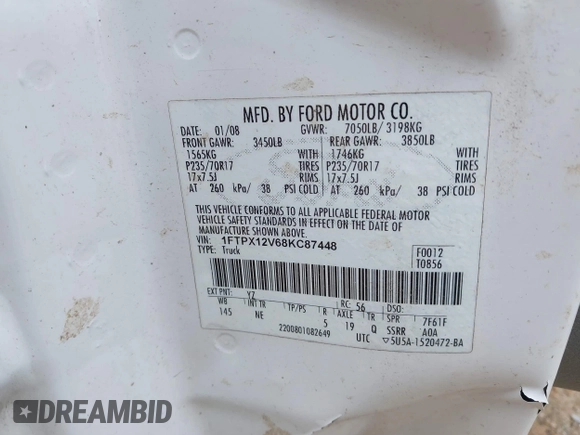 MFD. BY FORD MOTOR CO.
DATE: 01/08 GVWR: 7050LB/ 3198KG
FRONT GAWR: 3450LB REAR GAWR: 3850LB
1565KG WITH 1746KG WITH
P235/70R17 TIRES P235/70R17 TIRES
17x7.5J RIMS 17x7.5J RIMS
AT 260 kPa/ 38 PSI COLD AT 260 kPa/ 38 PSI COLD
THIS VEHICLE CONFORMS TO ALL APPLICABLE FEDERAL MOTOR
VEHICLE SAFETY STANDARDS IN EFFECT ON THE DATE OF
MANUFACTURE SHOWN ABOVE.
VIN: 1FTPX12V68KC87448 F0012
TYPE: Truck T0856
EXT PNT: YZ RC: 56 DSO:
WB INT TR TP/PS R AXLE TR SPR 7F61F
145 NE 5 19 Q SSRR A0A
2200801082649 UTC ▽5U5A-1520472-BA
DREAMBID